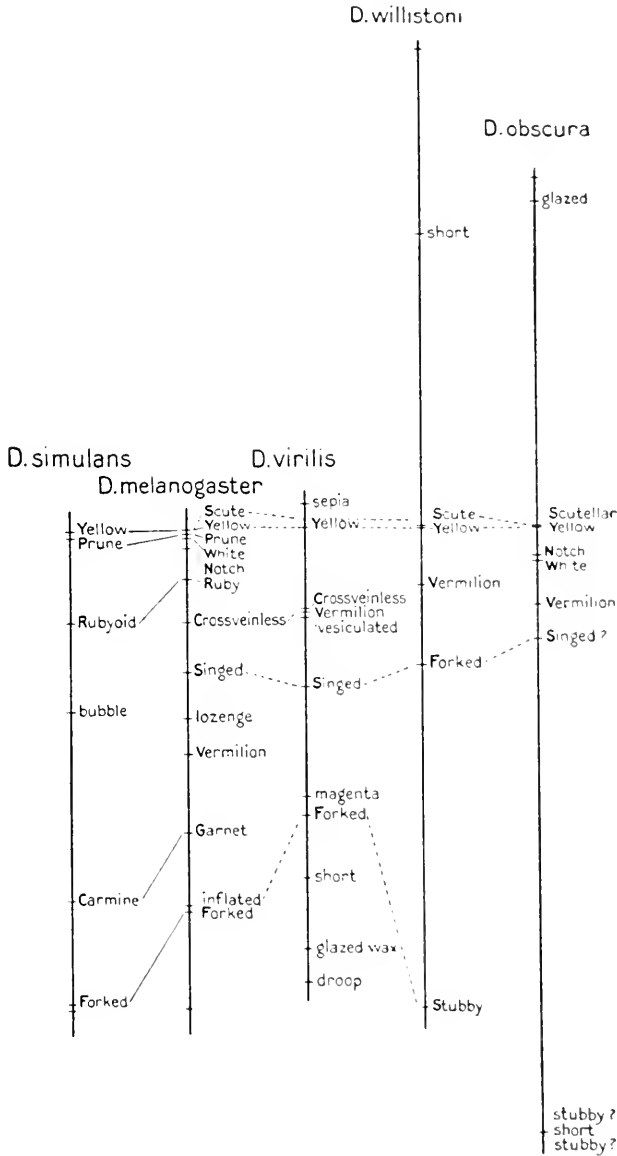 D. willistoni
D. obscura
glazed
short
D. simulans
D. virilis
D. melanogaster
Yellow
Prune
Rubyoid
bubble
Carmine
Forked
Scute
Yellow
Prune
White
Notch
Ruby
Crossveinless
Singed
lozenge
Vermilion
Garnet
inflated
Forked
sepia
Yellow
Crossveinless
Vermilion
vesiculated
Singed
magenta
Forked
short
glazed wax
droop
Scute
Yellow
Vermilion
Forked
Stubby
Scutellar
Yellow
Notch
White
Vermilion
Singed ?
stubby ?
short
stubby ?